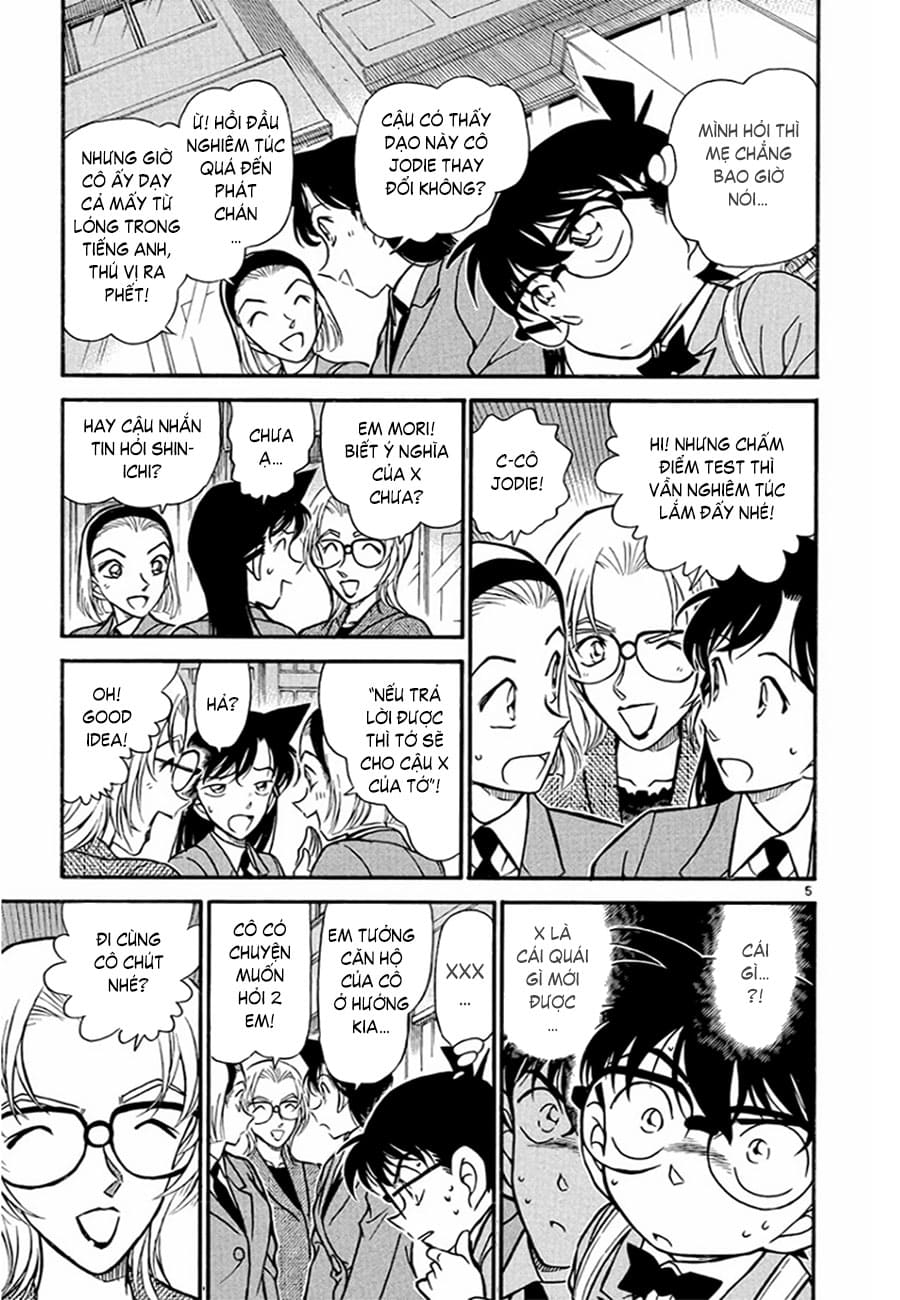 MÌNH HỎI THÌ
MẸ CHẲNG
BAO GIỜ
NÓI...
CẬU CÓ THẤY
DẠO NÀY CÔ
JODIE THAY
ĐỔI KHÔNG?
Ừ! HỒI ĐẦU
NGHIÊM TÚC
QUÁ ĐẾN
PHÁT
CHÁN
...
NHƯNG GIỜ
CÔ ẤY DẠY
CẢ MẤY TỪ
LÓNG TRONG
TIẾNG ANH,
THÚ VỊ RA
PHẾT!
HI! NHƯNG CHẤM
ĐIỂM TEST THÌ
VẪN NGHIÊM TÚC
LẮM ĐẤY NHÉ!
C-CÔ
JODIE!
EM MORI!
BIẾT Ý NGHĨA
CỦA X
CHƯA?
CHƯA
Ạ...
HAY CẬU NHẮN
TIN HỎI SHIN-
ICHI?
"NẾU TRẢ
LỜI ĐƯỢC
THÌ TỚ SẼ
CHO CẬU X
CỦA TỚ"!
HẢ?
OH!
GOOD
IDEA!
5
CÁI
GÌ...
?!
X LÀ
CÁI QUÁI
GÌ MỚI
ĐƯỢC
...
XXX
...
EM TƯỞNG
CĂN HỘ
CỦA CÔ
Ở HƯỚNG
KIA...
CÔ CÓ
CHUYỆN
MUỐN
HỎI 2
EM!
ĐI CÙNG
CÔ CHÚT
NHÉ?